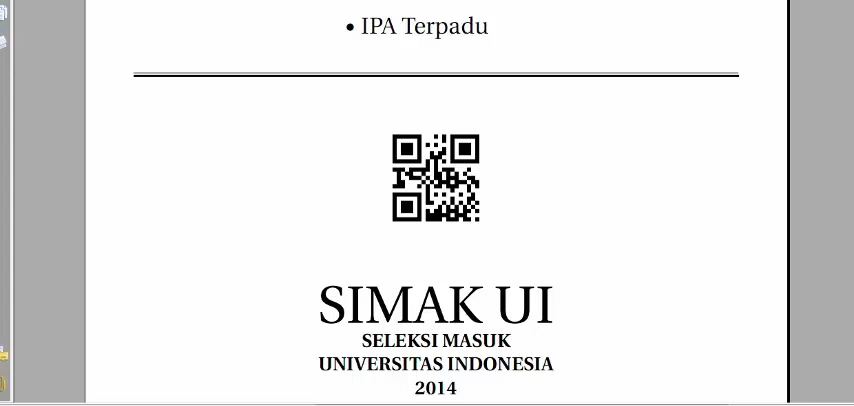 • IPA Terpadu
SIMAK UI
SELEKSI MASUK
UNIVERSITAS INDONESIA
2014